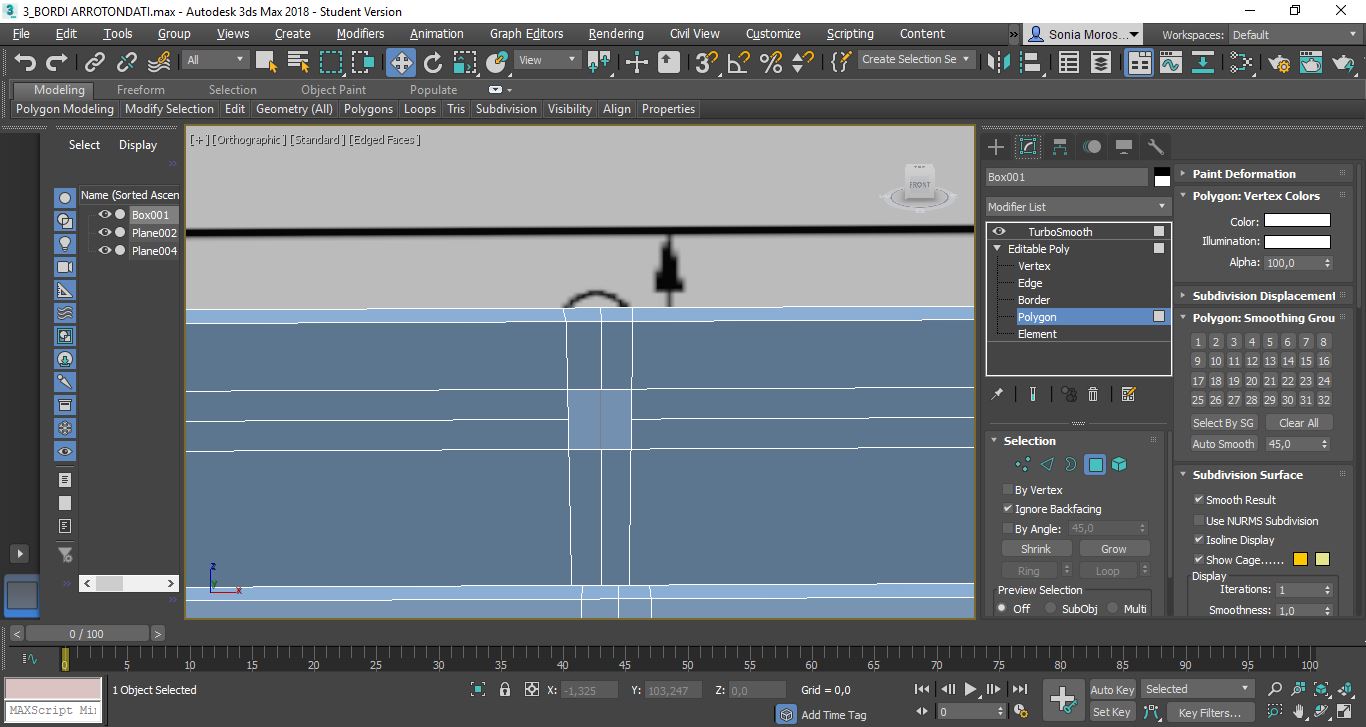 3_BORDI ARROTONDATI.max - Autodesk 3ds Max 2018 - Student Version
File Edit Tools Group Views Create Modifiers Animation Graph Editors Rendering Civil View Customize Scripting Content » Sonia Moros... Workspaces: Default
All View Create Selection Se
Modeling Freeform Selection Object Paint Populate
Polygon Modeling Modify Selection Edit Geometry (All) Polygons Loops Tris Subdivision Visibility Align Properties
Select Display
Name (Sorted Ascen
Box001
Plane002
Plane004
[+] [Orthographic] [Standard] [Edged Faces]
TOP
FRONT
z
y
x
Box001
Modifier List
TurboSmooth
Editable Poly
Vertex
Edge
Border
Polygon
Element
Selection
By Vertex
Ignore Backfacing
By Angle: 45,0
Shrink Grow
Ring Loop
Preview Selection
Off SubObj Multi
Paint Deformation
Polygon: Vertex Colors
Color:
Illumination:
Alpha: 100,0
Subdivision Displacement
Polygon: Smoothing Grou
1 2 3 4 5 6 7 8
9 10 11 12 13 14 15 16
17 18 19 20 21 22 23 24
25 26 27 28 29 30 31 32
Select By SG Clear All
Auto Smooth 45,0
Subdivision Surface
Smooth Result
Use NURMS Subdivision
Isoline Display
Show Cage......
Display
Iterations: 1
Smoothness: 1,0
< 0 / 100 >
0 5 10 15 20 25 30 35 40 45 50 55 60 65 70 75 80 85 90 95 100
1 Object Selected X: -1,325 Y: 103,247 Z: 0,0 Grid = 0,0 Auto Key Selected
MAXScript Mi Add Time Tag 0 Set Key Key Filters...